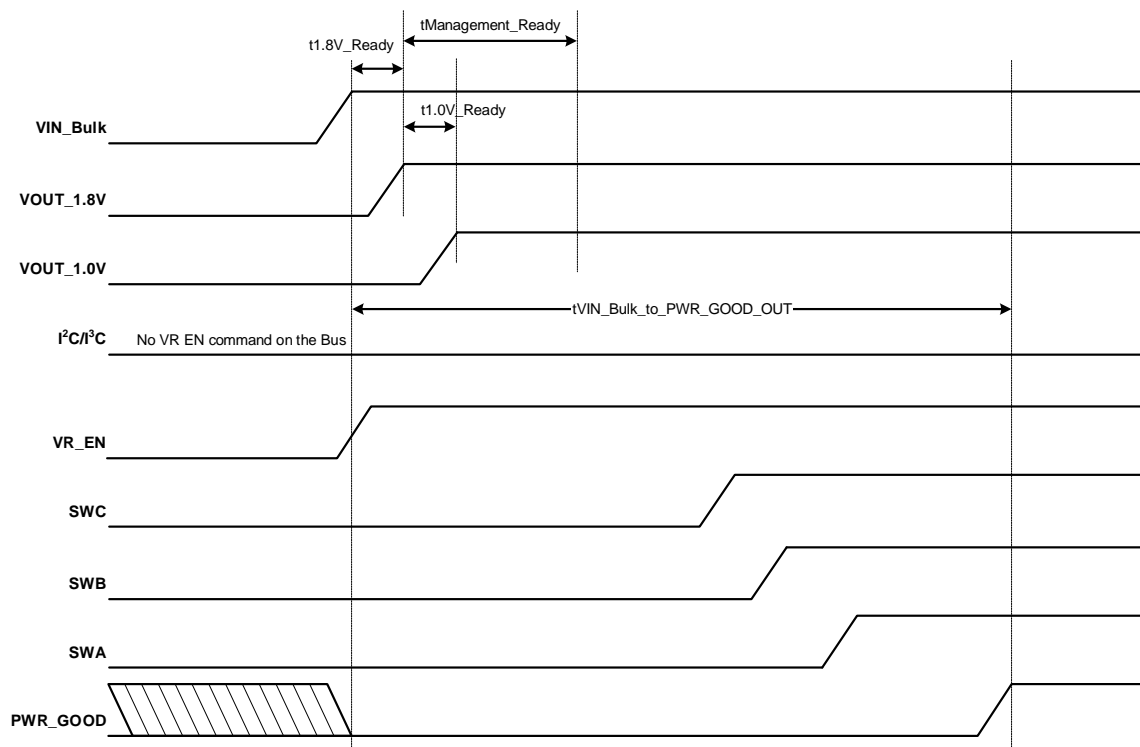 tManagement_Ready
t1.8V_Ready
t1.0V_Ready
VIN_Bulk
VOUT_1.8V
VOUT_1.0V
tVIN_Bulk_to_PWR_GOOD_OUT
I²C/I³C No VR EN command on the Bus
VR_EN
SWC
SWB
SWA
PWR_GOOD